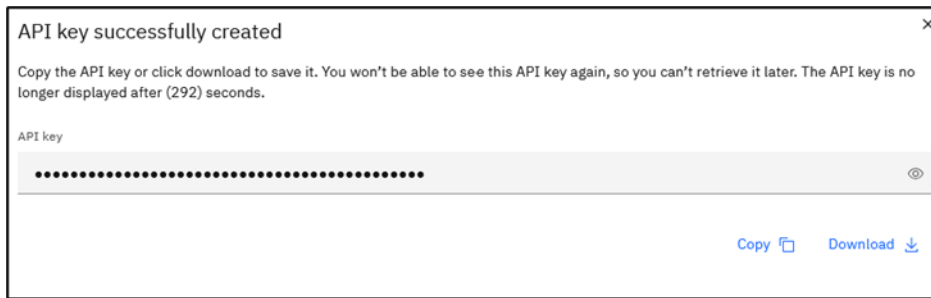 API key successfully created
Copy the API key or click download to save it. You won't be able to see this API key again, so you can't retrieve it later. The API key is no
longer displayed after (292) seconds.
API key
••••••••••••••••••••••••••••••••••••••••••••
Copy
Download